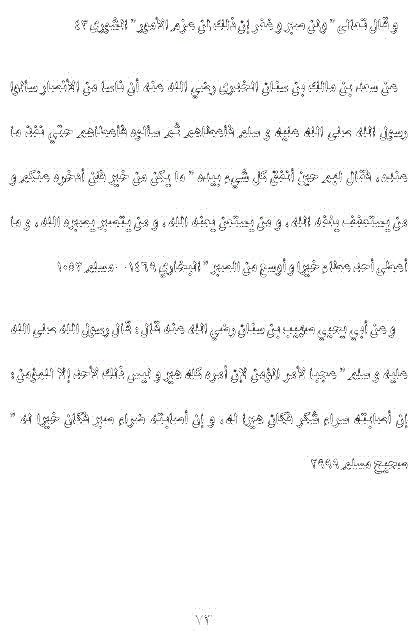 و قال تعالى " ولمن صبر و غفر إن ذلك لمن عزم الأمور " الشورى ٤٣
عن سعد بن مالك بن سنان الخدري رضي الله عنه أن ناسا من الأنصار سألوا
رسول الله صلى الله عليه و سلم فأعطاهم ثم سألوه فأعطاهم حتي نفذ ما
عنده ، فقال لهم حين أنفق كل شيء بيده " ما يكن من خير فلن أدخره عنكم و
من يستعفف يعفه الله ، و من يستغن يغنه الله ، و من يتصبر يصبره الله ، و ما
أعطى أحد عطاء خيرا و أوسع من الصبر " البخاري ١٤٦٩ - مسلم ١٠٥٣
و عن أبي يحيي صهيب بن سنان رضي الله عنه قال : قال رسول الله صلى الله
عليه و سلم " عجبا لأمر المؤمن لإن أمره كله خير و ليس ذلك لأحد إلا للمؤمن :
إن أصابته سراء شكر فكان خيرا له ، و إن أصابته ضراء صبر فكان خيرا له "
صحيح مسلم ٢٩٩٩
٧٣